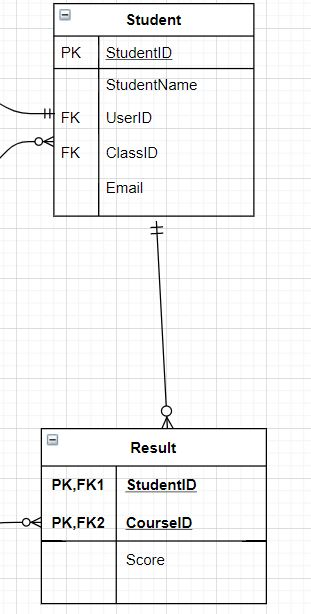 Student
PK StudentID
StudentName
FK UserID
FK ClassID
Email
Result
PK,FK1 StudentID
PK,FK2 CourseID
Score